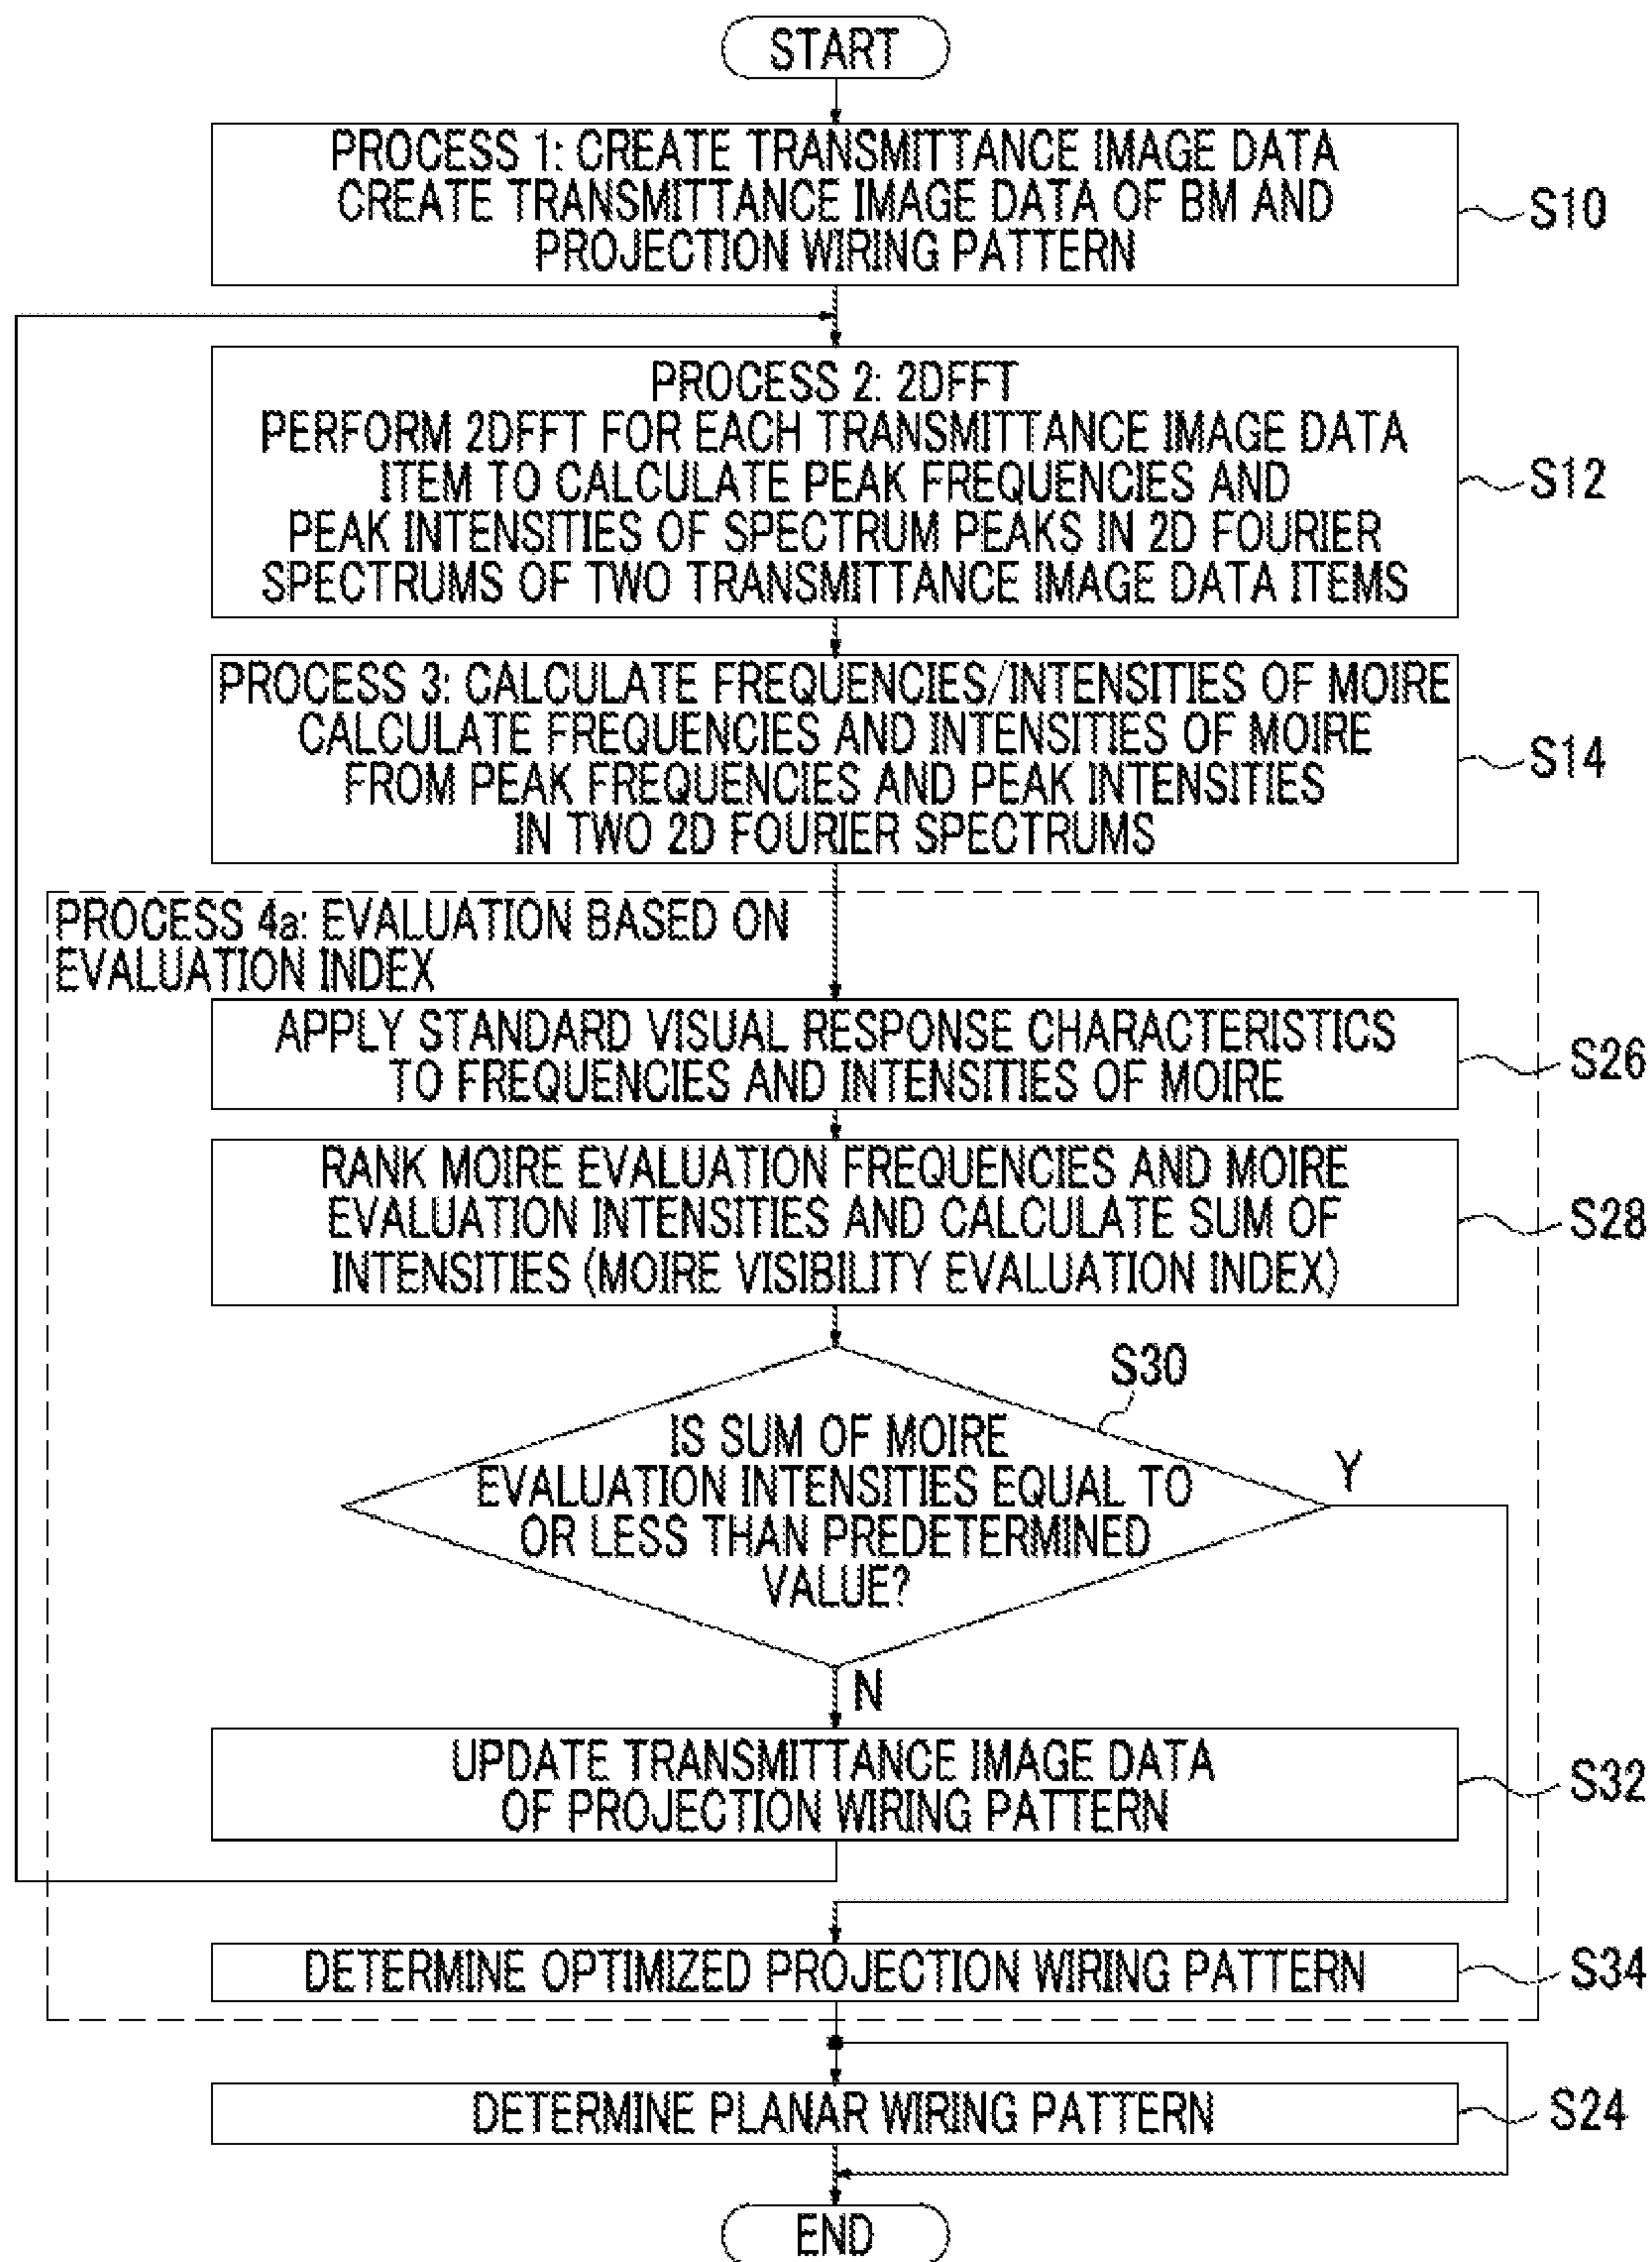 START
PROCESS 1: CREATE TRANSMITTANCE IMAGE DATA
CREATE TRANSMITTANCE IMAGE DATA OF BM AND
PROJECTION WIRING PATTERN
S10
PROCESS 2: 2DFFT
PERFORM 2DFFT FOR EACH TRANSMITTANCE IMAGE DATA
ITEM TO CALCULATE PEAK FREQUENCIES AND
PEAK INTENSITIES OF SPECTRUM PEAKS IN 2D FOURIER
SPECTRUMS OF TWO TRANSMITTANCE IMAGE DATA ITEMS
S12
PROCESS 3: CALCULATE FREQUENCIES/INTENSITIES OF MOIRE
CALCULATE FREQUENCIES AND INTENSITIES OF MOIRE
FROM PEAK FREQUENCIES AND PEAK INTENSITIES
IN TWO 2D FOURIER SPECTRUMS
S14
PROCESS 4a: EVALUATION BASED ON
EVALUATION INDEX
APPLY STANDARD VISUAL RESPONSE CHARACTERISTICS
TO FREQUENCIES AND INTENSITIES OF MOIRE
S26
RANK MOIRE EVALUATION FREQUENCIES AND MOIRE
EVALUATION INTENSITIES AND CALCULATE SUM OF
INTENSITIES (MOIRE VISIBILITY EVALUATION INDEX)
S28
S30
IS SUM OF MOIRE
EVALUATION INTENSITIES EQUAL TO
OR LESS THAN PREDETERMINED
VALUE?
Y
N
UPDATE TRANSMITTANCE IMAGE DATA
OF PROJECTION WIRING PATTERN
S32
DETERMINE OPTIMIZED PROJECTION WIRING PATTERN
S34
DETERMINE PLANAR WIRING PATTERN
S24
END